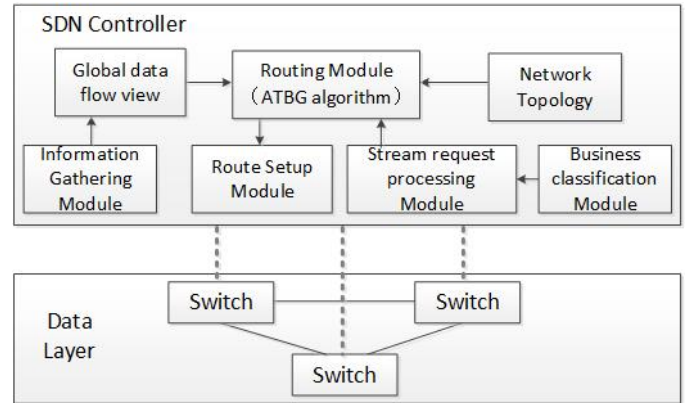 SDN Controller
Global data
flow view
Routing Module
（ATBG algorithm）
Network
Topology
Information
Gathering
Module
Route Setup
Module
Stream request
processing
Module
Business
classification
Module
Switch
Switch
Data
Layer
Switch